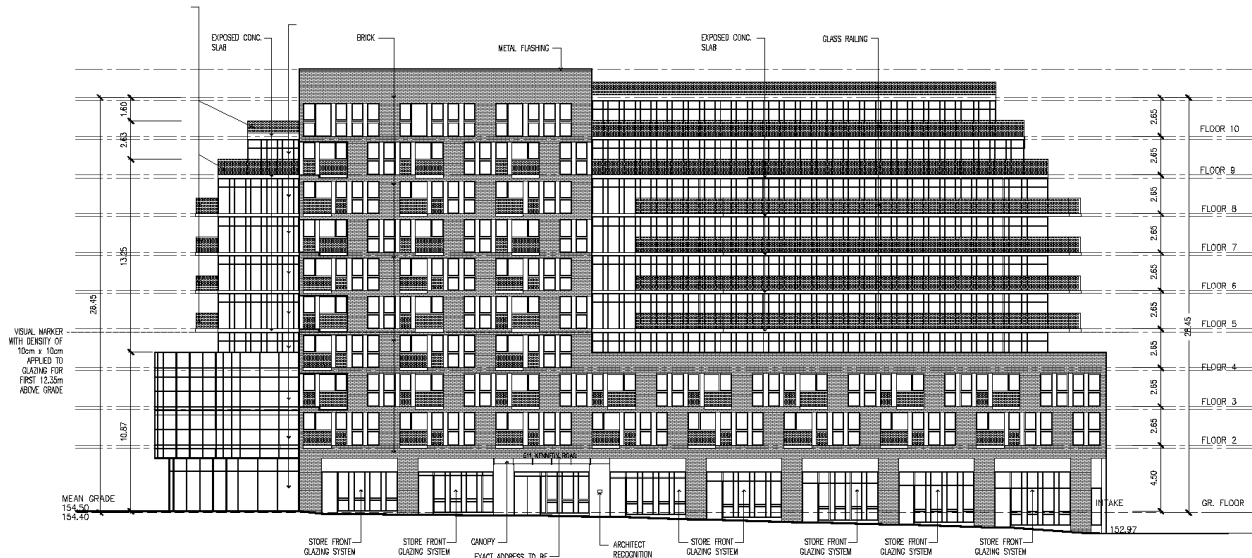 EXPOSED CONC.
SLAB
BRICK
METAL FLASHING
EXPOSED CONC.
SLAB
GLASS RAILING
1.60
2.63
13.25
28.45
10.87
VISUAL MARKER
WITH DENSITY OF
10cm x 10cm
APPLIED TO
GLAZING FOR
FIRST 12.35m
ABOVE GRADE
2.65
FLOOR 10
2.65
FLOOR 9
2.65
FLOOR 8
2.65
FLOOR 7
2.65
FLOOR 6
2.65
FLOOR 5
28.45
2.65
FLOOR 4
2.65
FLOOR 3
2.65
FLOOR 2
4.50
GR. FLOOR
KENNEDY ROAD
MEAN GRADE
154.50
154.40
INTAKE
152.97
STORE FRONT
GLAZING SYSTEM
STORE FRONT
GLAZING SYSTEM
CANOPY
EXACT ADDRESS TO BE
ARCHITECT
RECOGNITION
STORE FRONT
GLAZING SYSTEM
STORE FRONT
GLAZING SYSTEM
STORE FRONT
GLAZING SYSTEM
STORE FRONT
GLAZING SYSTEM